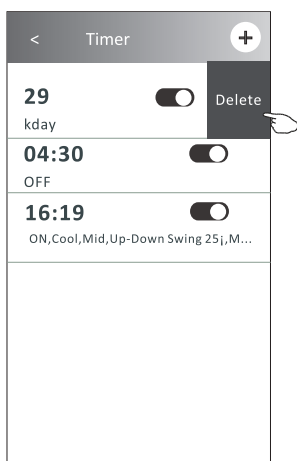 < Timer +
29
Delete
kday
04:30
OFF
16:19
ON,Cool,Mid,Up-Down Swing 25¡,M...